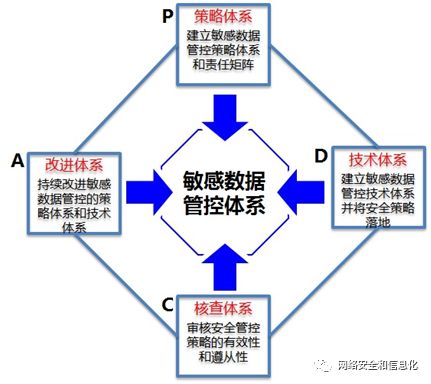 P
策略体系
建立敏感数据
管控策略体系
和责任矩阵
A
改进体系
持续改进敏感
数据管控的策
略体系和技术
体系
敏感数据
管控体系
D
技术体系
建立敏感数据
管控技术体系
并将安全策略
落地
C
核查体系
审核安全管控
策略的有效性
和遵从性
网络安全和信息化